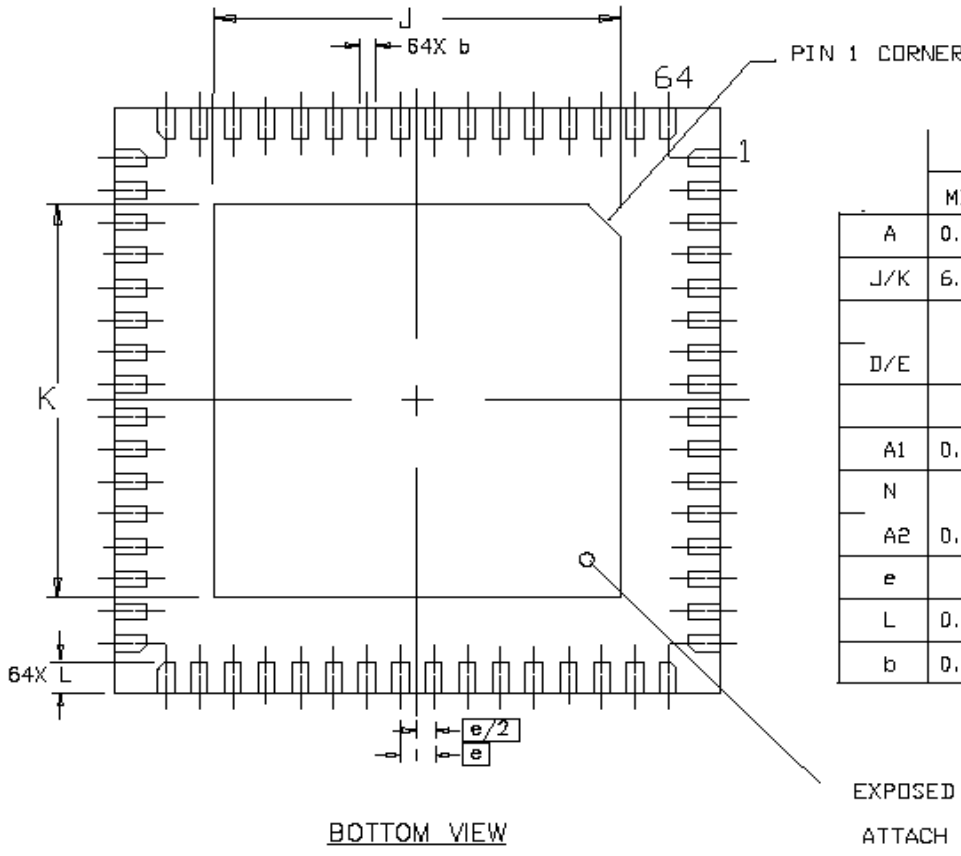 J
64X b
PIN 1 CORNER
64
1
K
64X L
e/2
e
BOTTOM VIEW
A 0.
J/K 6.
D/E
A1 0.
N
A2 0.
e
L 0.
b 0.
EXPOSED
ATTACH